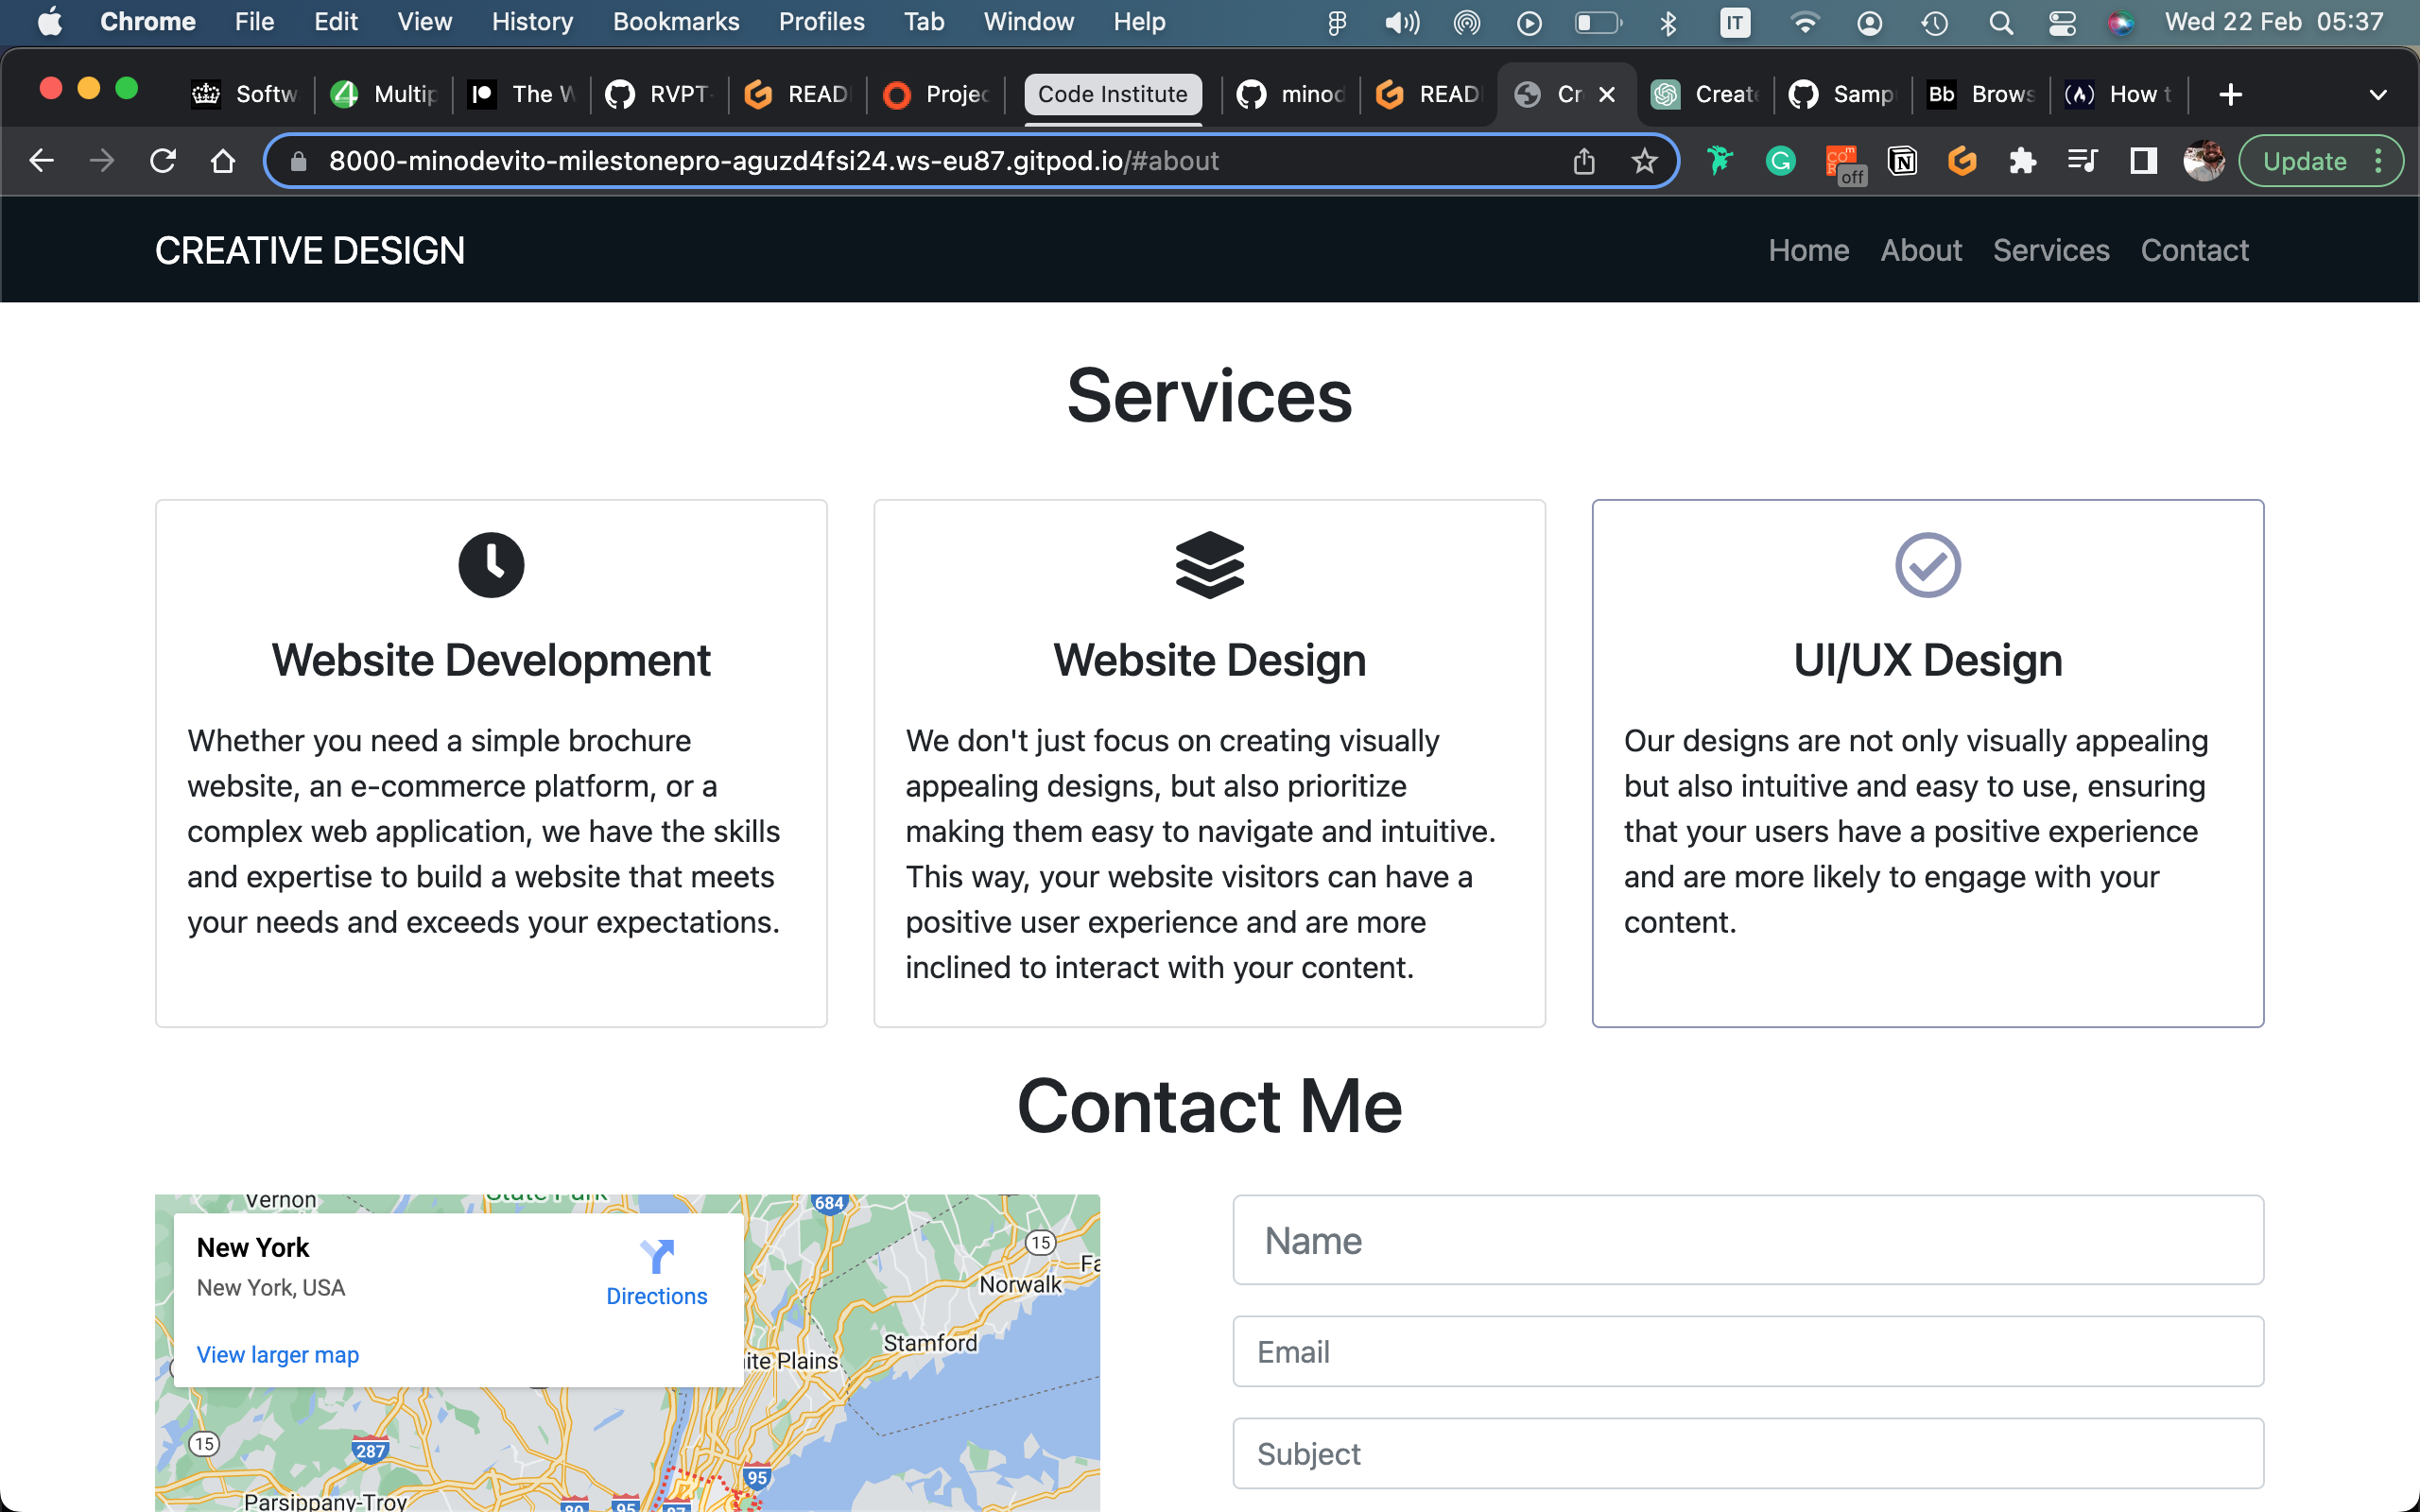 Chrome File Edit View History Bookmarks Profiles Tab Window Help IT Wed 22 Feb 05:37
Softw Multip The W RVPT- READ Projec Code Institute minod READ Cr Create Samp Bb Brows How t
8000-minodevito-milestonepro-aguzd4fsi24.ws-eu87.gitpod.io/#about off Update
CREATIVE DESIGN Home About Services Contact
Services
Website Development
Whether you need a simple brochure
website, an e-commerce platform, or a
complex web application, we have the skills
and expertise to build a website that meets
your needs and exceeds your expectations.
Website Design
We don't just focus on creating visually
appealing designs, but also prioritize
making them easy to navigate and intuitive.
This way, your website visitors can have a
positive user experience and are more
inclined to interact with your content.
UI/UX Design
Our designs are not only visually appealing
but also intuitive and easy to use, ensuring
that your users have a positive experience
and are more likely to engage with your
content.
Contact Me
Vernon State Park 684
New York
New York, USA
Directions
View larger map
15
Norwalk
Fa
Stamford
ite Plains
15
287
95
Parsippany-Troy
80 95 87
Name
Email
Subject